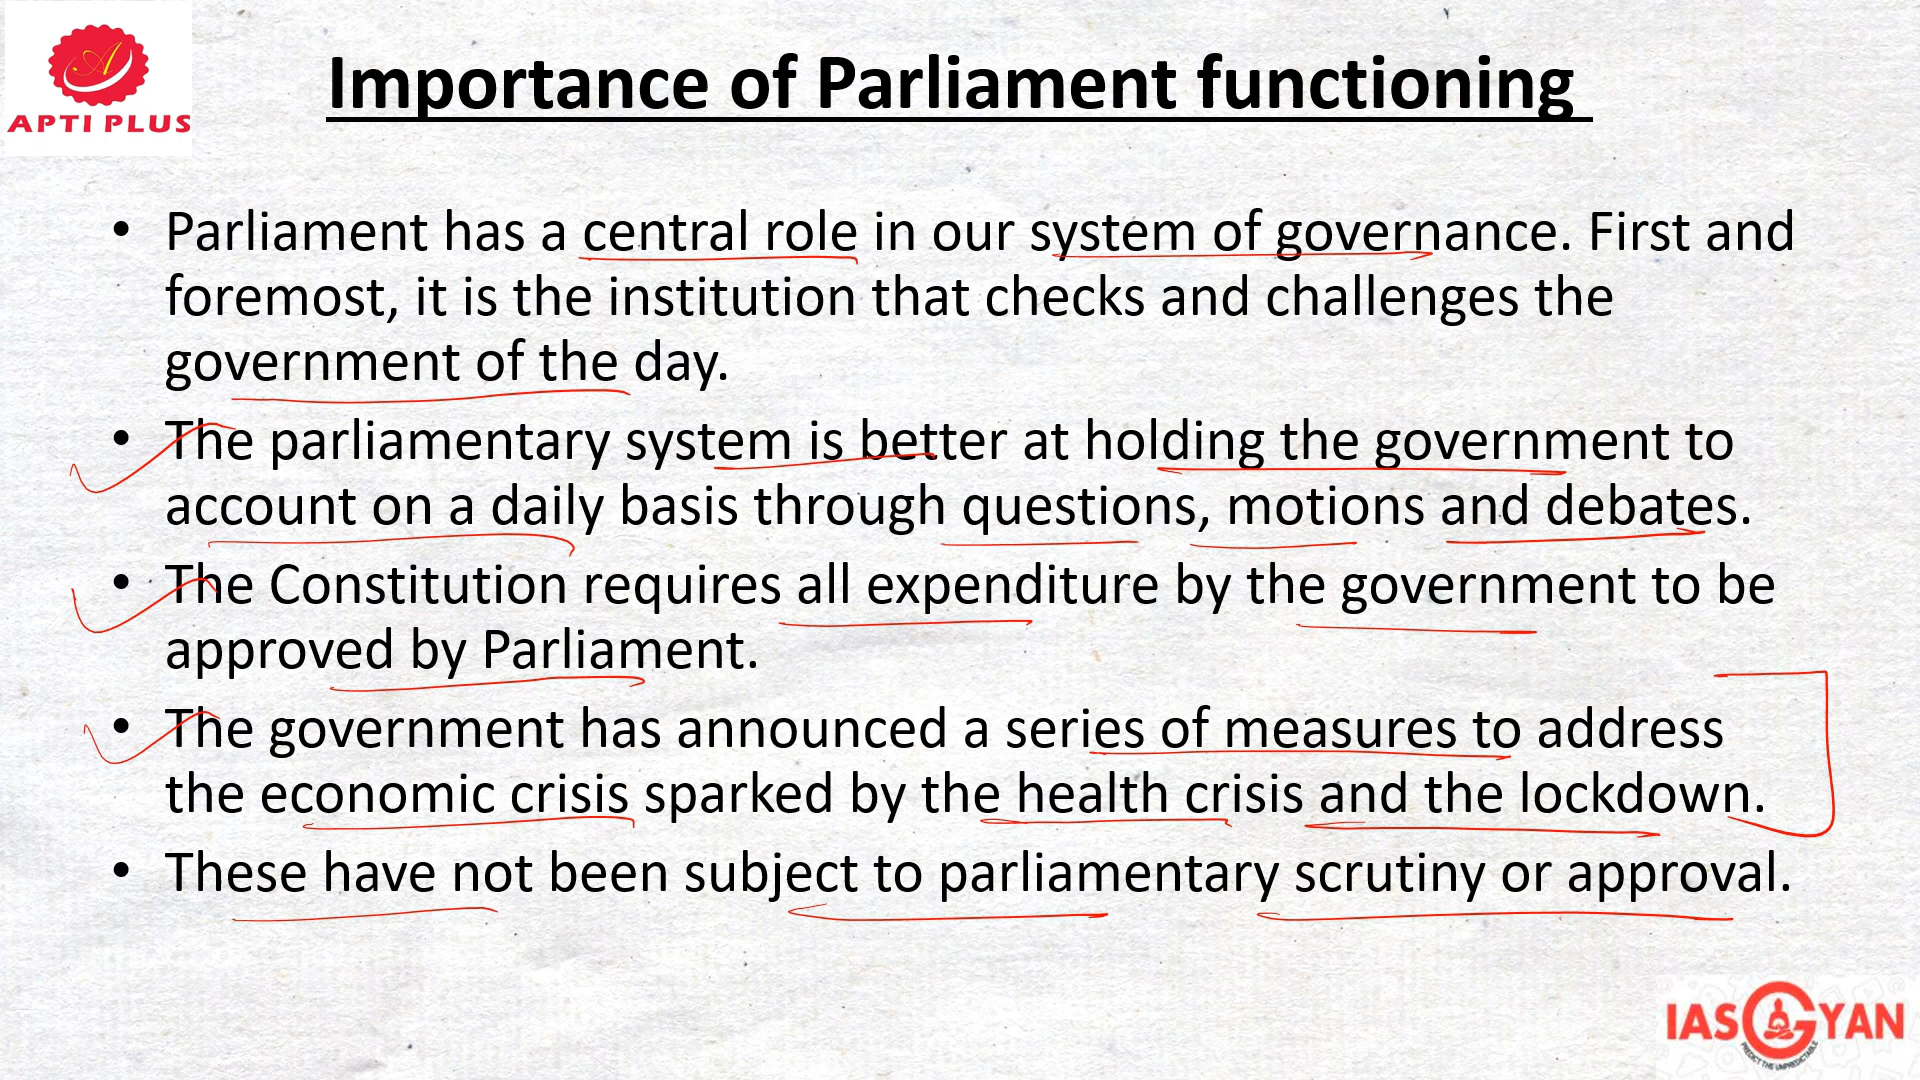 APTI PLUS
Importance of Parliament functioning
• Parliament has a central role in our system of governance. First and
foremost, it is the institution that checks and challenges the
government of the day.
• The parliamentary system is better at holding the government to
account on a daily basis through questions, motions and debates.
• The Constitution requires all expenditure by the government to be
approved by Parliament.
• The government has announced a series of measures to address
the economic crisis sparked by the health crisis and the lockdown.
• These have not been subject to parliamentary scrutiny or approval.
IAS GYAN
PREDICT THE UNPREDICTABLE